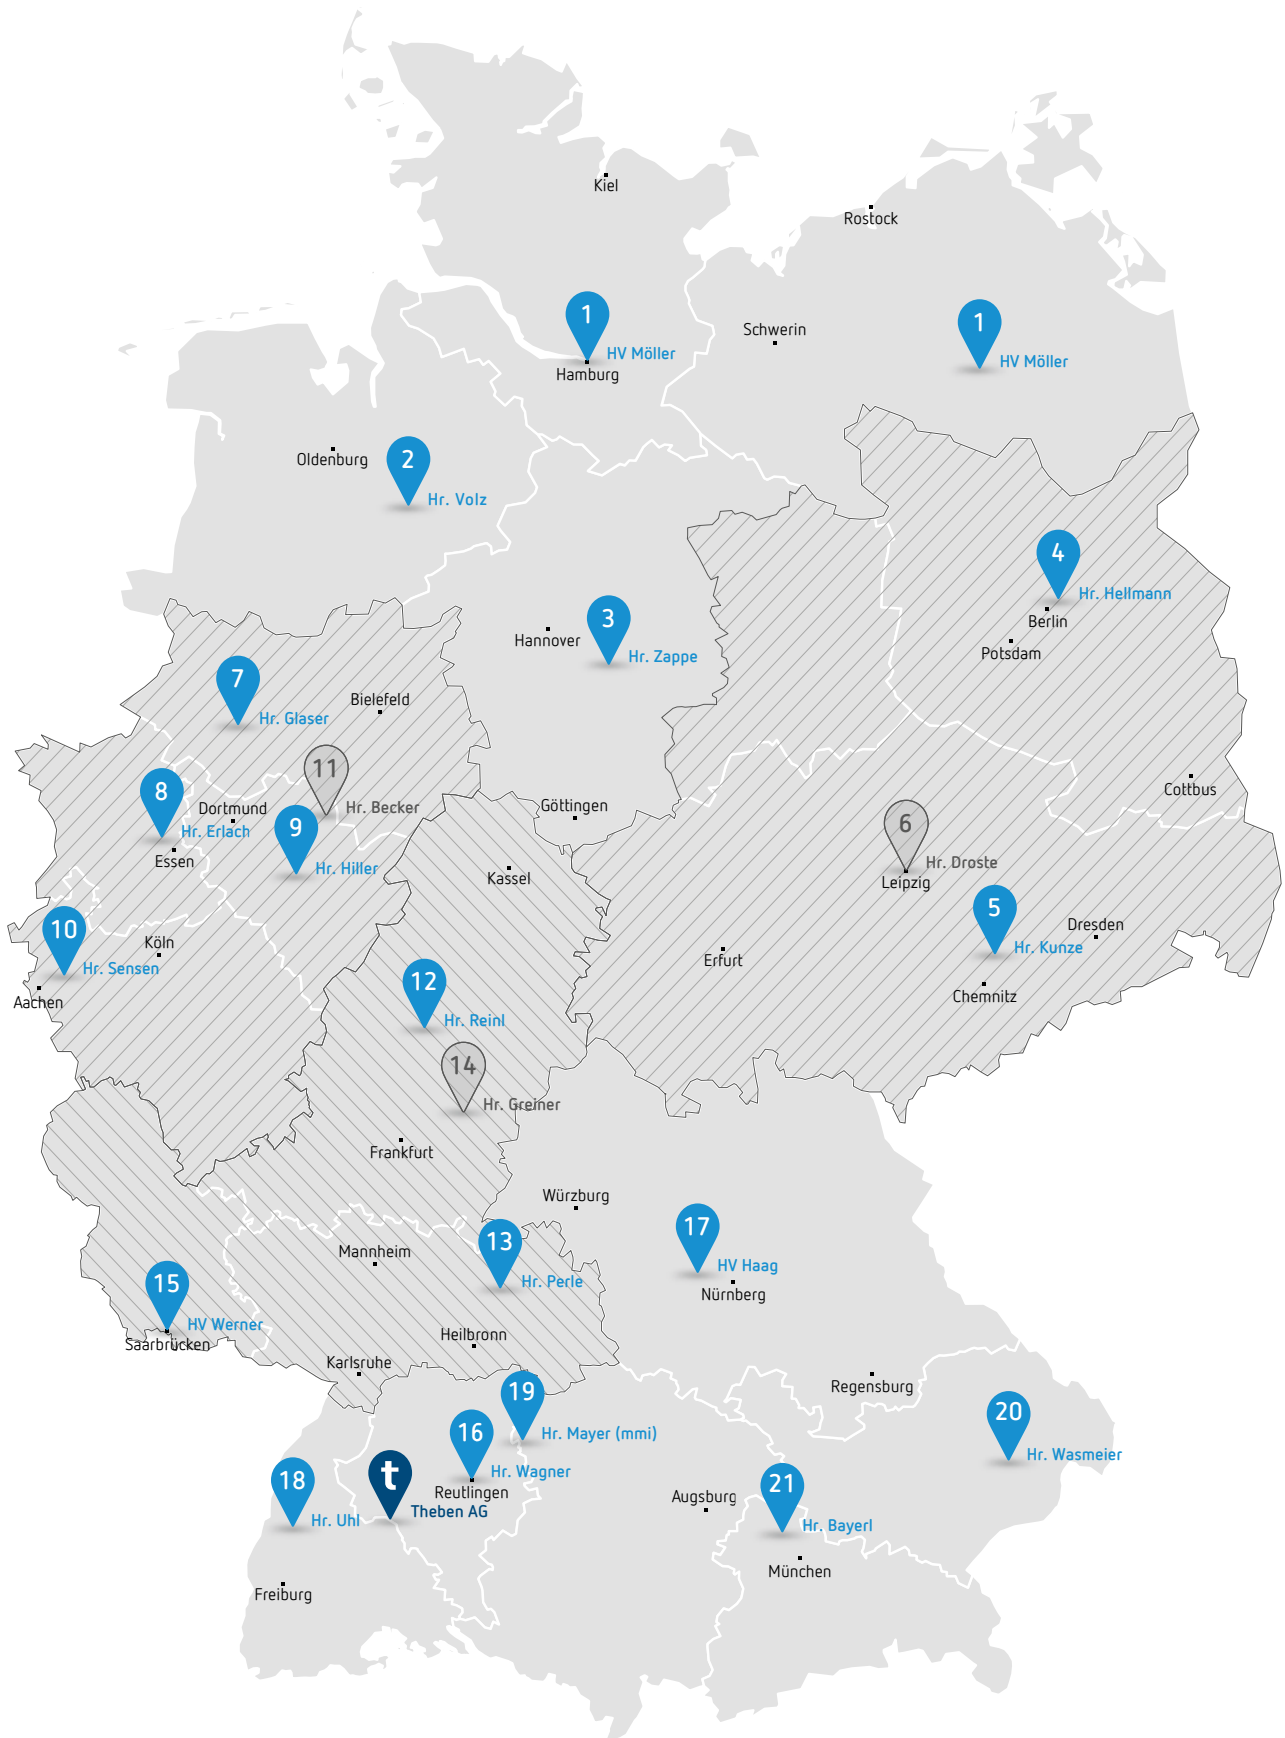 Kiel
Rostock
1
HV Möller
Hamburg
Schwerin
1
HV Möller
Oldenburg
2
Hr. Volz
4
Hr. Hellmann
Berlin
Potsdam
Hannover
3
Hr. Zappe
7
Hr. Glaser
Bielefeld
11
Hr. Becker
8
Hr. Erlach
Essen
Dortmund
9
Hr. Hiller
Göttingen
Cottbus
6
Hr. Droste
Leipzig
Kassel
5
Hr. Kunze
Dresden
Chemnitz
Erfurt
10
Hr. Sensen
Aachen
Köln
12
Hr. Reinl
14
Hr. Greiner
Frankfurt
Würzburg
17
HV Haag
Nürnberg
13
Hr. Perle
Mannheim
15
HV Werner
Saarbrücken
Heilbronn
Karlsruhe
Regensburg
19
Hr. Mayer (mmi)
16
Hr. Wagner
Reutlingen
20
Hr. Wasmeier
18
Hr. Uhl
t
Theben AG
Augsburg
21
Hr. Bayerl
München
Freiburg